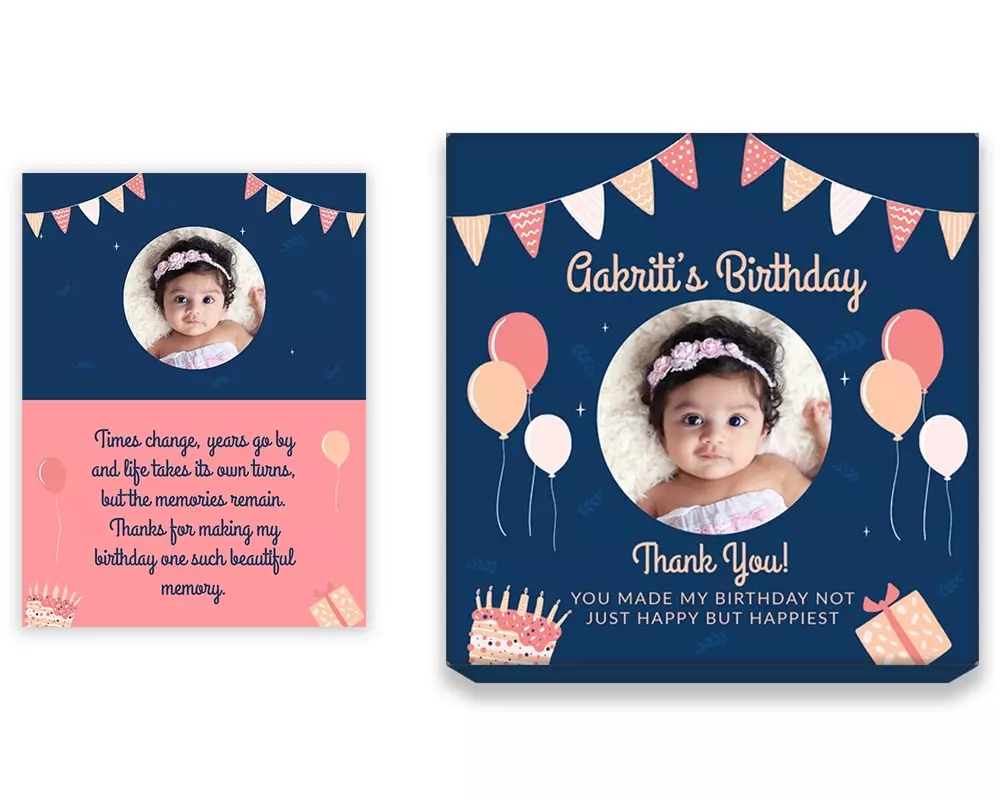 Times change, years go by
and life takes its own turns,
but the memories remain.
Thanks for making my
birthday one such beautiful
memory.
Aakriti's Birthday
Thank You!
YOU MADE MY BIRTHDAY NOT
JUST HAPPY BUT HAPPIEST